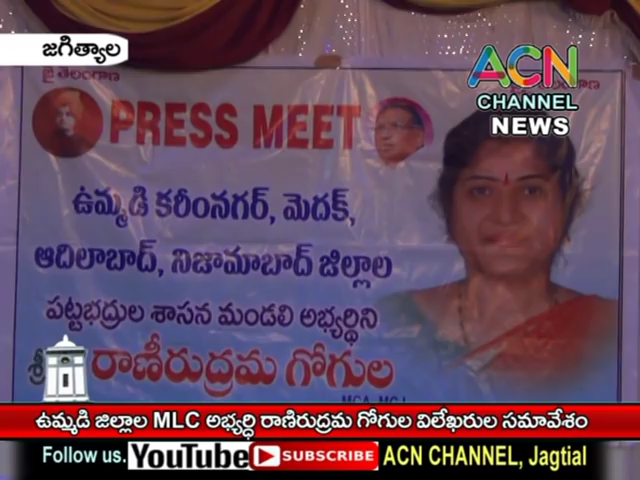 జగిత్యాల
జై తెలంగాణ
ACN
CHANNEL
NEWS
PRESS MEET
ఉమ్మడి కరీంనగర్, మెదక్,
ఆదిలాబాద్, నిజామాబాద్ జిల్లాల
పట్టభద్రుల శాసన మండలి అభ్యర్థిని
రాణీరుద్రమ గోగుల
ఉమ్మడి జిల్లాల MLC అభ్యర్ధి రాణిరుద్రమ గోగుల విలేఖరుల సమావేశం
Follow us. YouTube SUBSCRIBE ACN CHANNEL, Jagtial